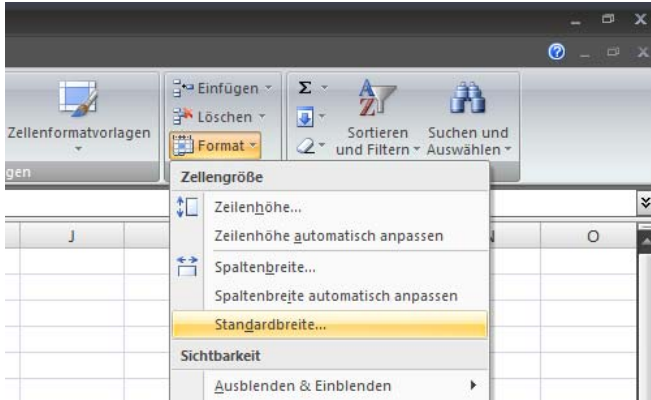 Einfügen
Löschen
Format
Σ
Zellenformatvorlagen
Sortieren und Filtern
Suchen und Auswählen
gen
Zellengröße
Zeilenhöhe...
Zeilenhöhe automatisch anpassen
Spaltenbreite...
Spaltenbreite automatisch anpassen
Standardbreite...
Sichtbarkeit
Ausblenden & Einblenden
J
O